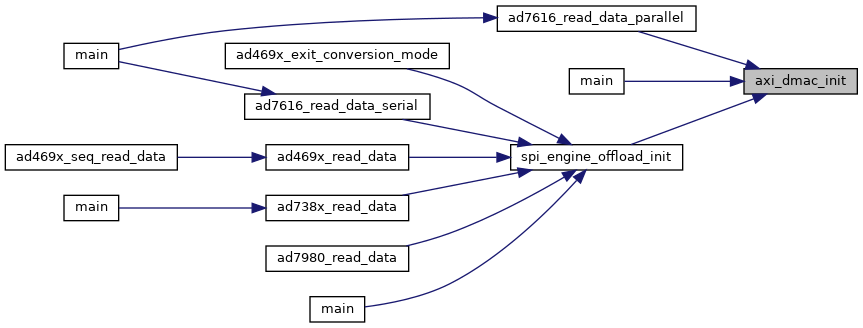 ad7616_read_data_parallel
main
ad469x_exit_conversion_mode
main
axi_dmac_init
ad7616_read_data_serial
ad469x_seq_read_data
ad469x_read_data
spi_engine_offload_init
main
ad738x_read_data
ad7980_read_data
main